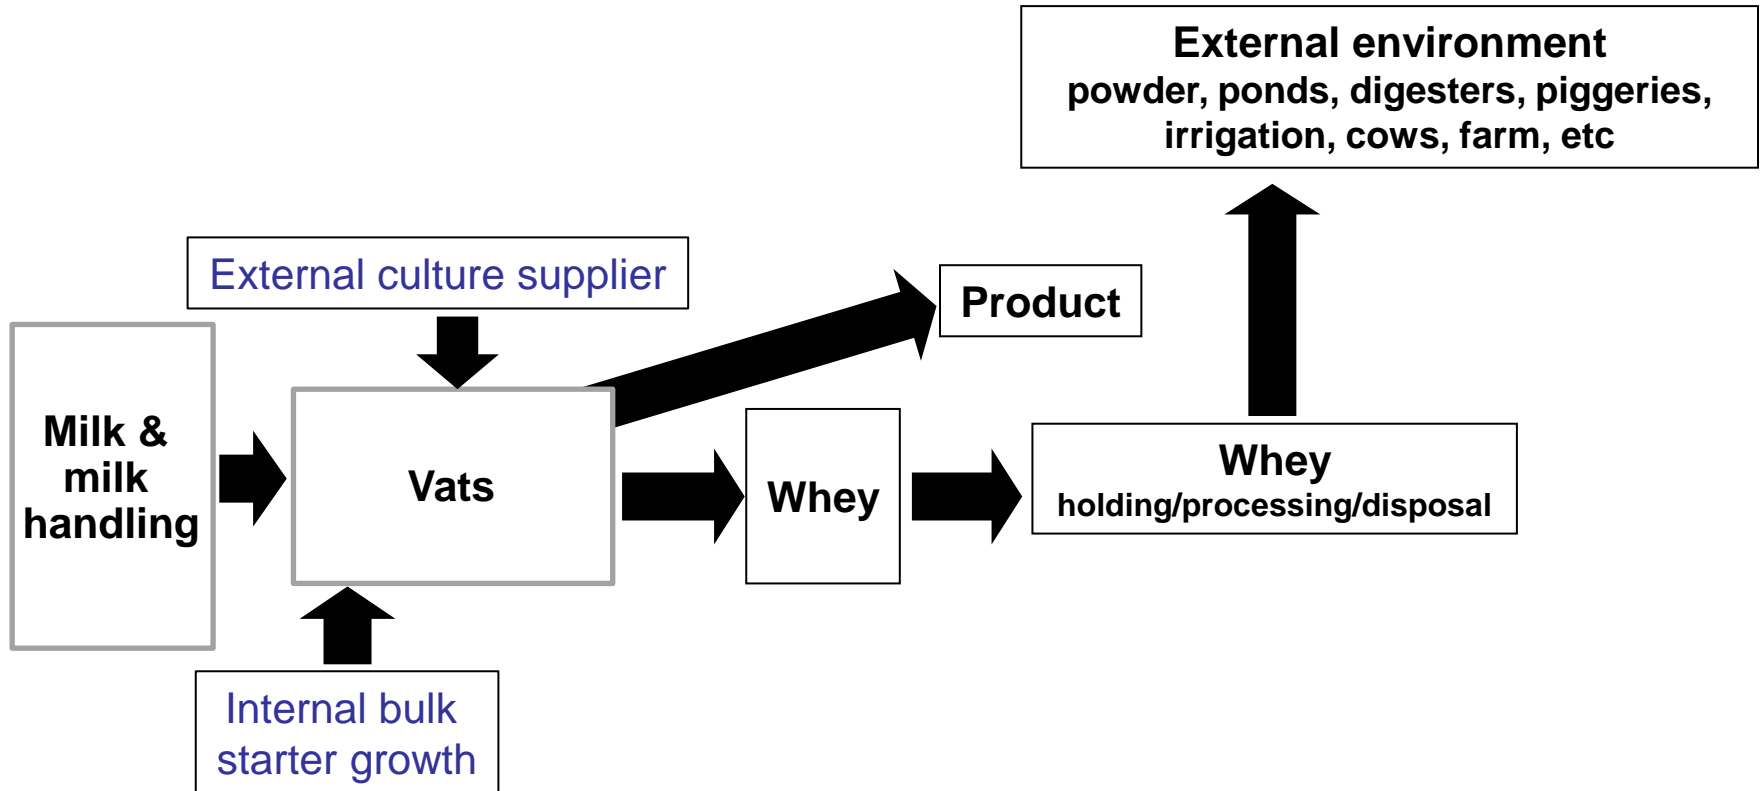 External environment
powder, ponds, digesters, piggeries,
irrigation, cows, farm, etc
External culture supplier
Product
Milk &
milk
handling
Vats
Whey
Whey
holding/processing/disposal
Internal bulk
starter growth